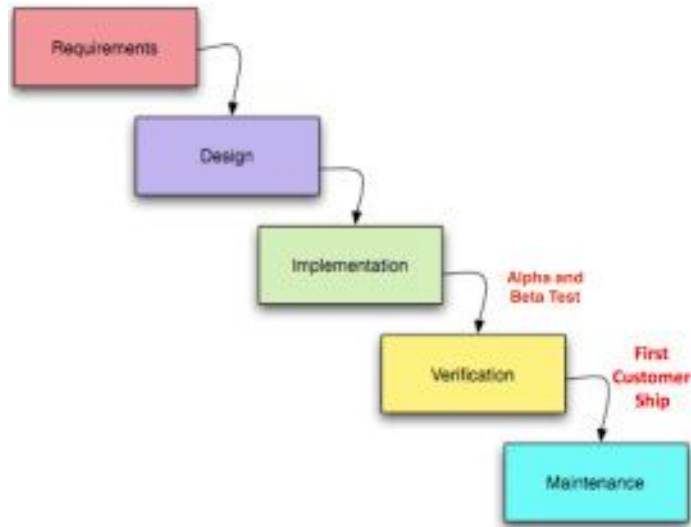 Requirements
Design
Implementation
Alpha and
Beta Test
Verification
First
Customer
Ship
Maintenance